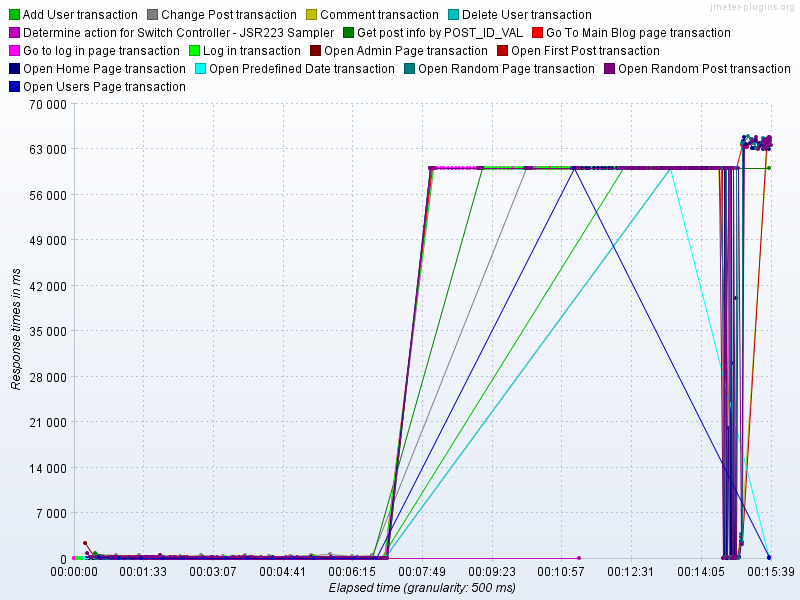 jmeter-plugins.org
Add User transaction Change Post transaction Comment transaction Delete User transaction
Determine action for Switch Controller - JSR223 Sampler Get post info by POST_ID_VAL Go To Main Blog page transaction
Go to log in page transaction Log in transaction Open Admin Page transaction Open First Post transaction
Open Home Page transaction Open Predefined Date transaction Open Random Page transaction Open Random Post transaction
Open Users Page transaction
70 000
63 000
56 000
49 000
42 000
35 000
28 000
21 000
14 000
7 000
0
Response times in ms
00:00:00 00:01:33 00:03:07 00:04:41 00:06:15 00:07:49 00:09:23 00:10:57 00:12:31 00:14:05 00:15:39
Elapsed time (granularity: 500 ms)